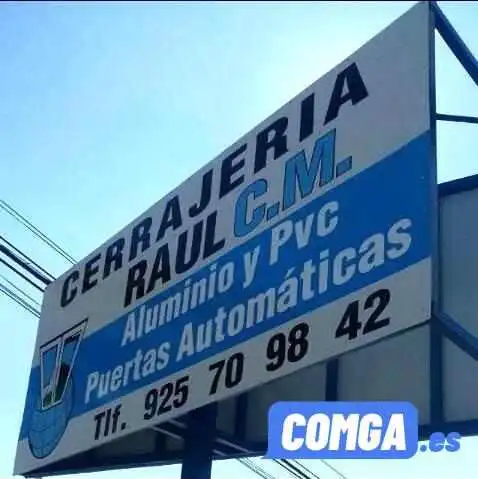 CERRAJERIA
RAUL C.M.
Aluminio y Pvc
Puertas Automáticas
Tlf. 925 70 98 42
COMGA.es